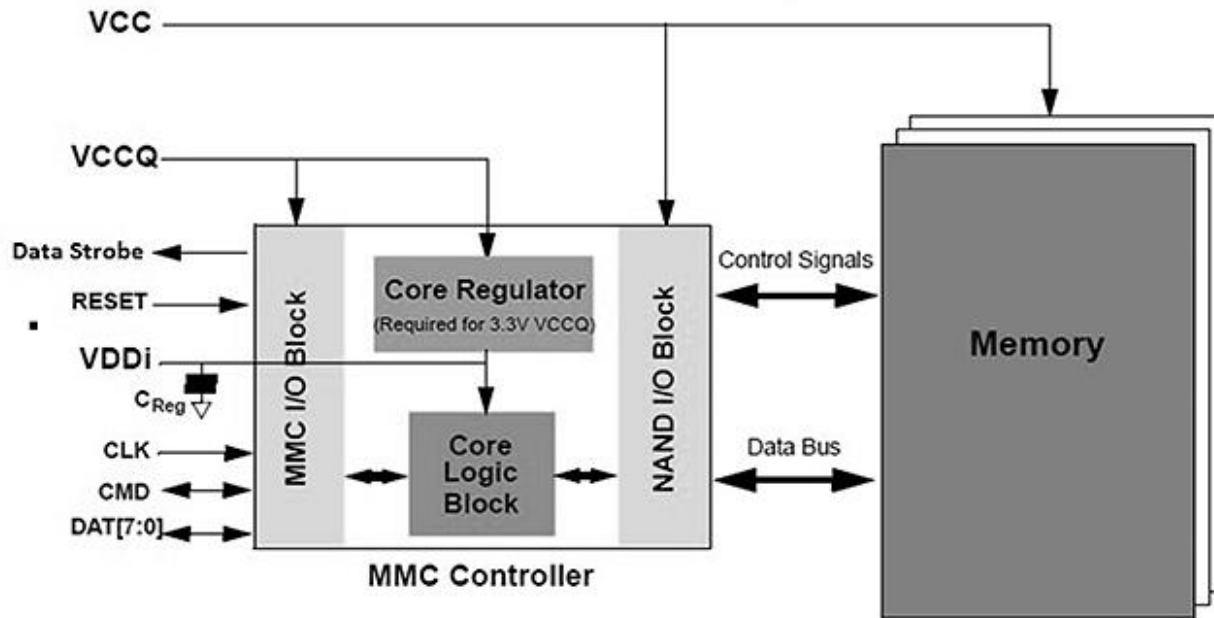 VCC
VCCQ
Data Strobe
RESET
VDDi
CReg
CLK
CMD
DAT[7:0]
MMC I/O Block
Core Regulator
(Required for 3.3V VCCQ)
Core
Logic
Block
NAND I/O Block
MMC Controller
Control Signals
Data Bus
Memory